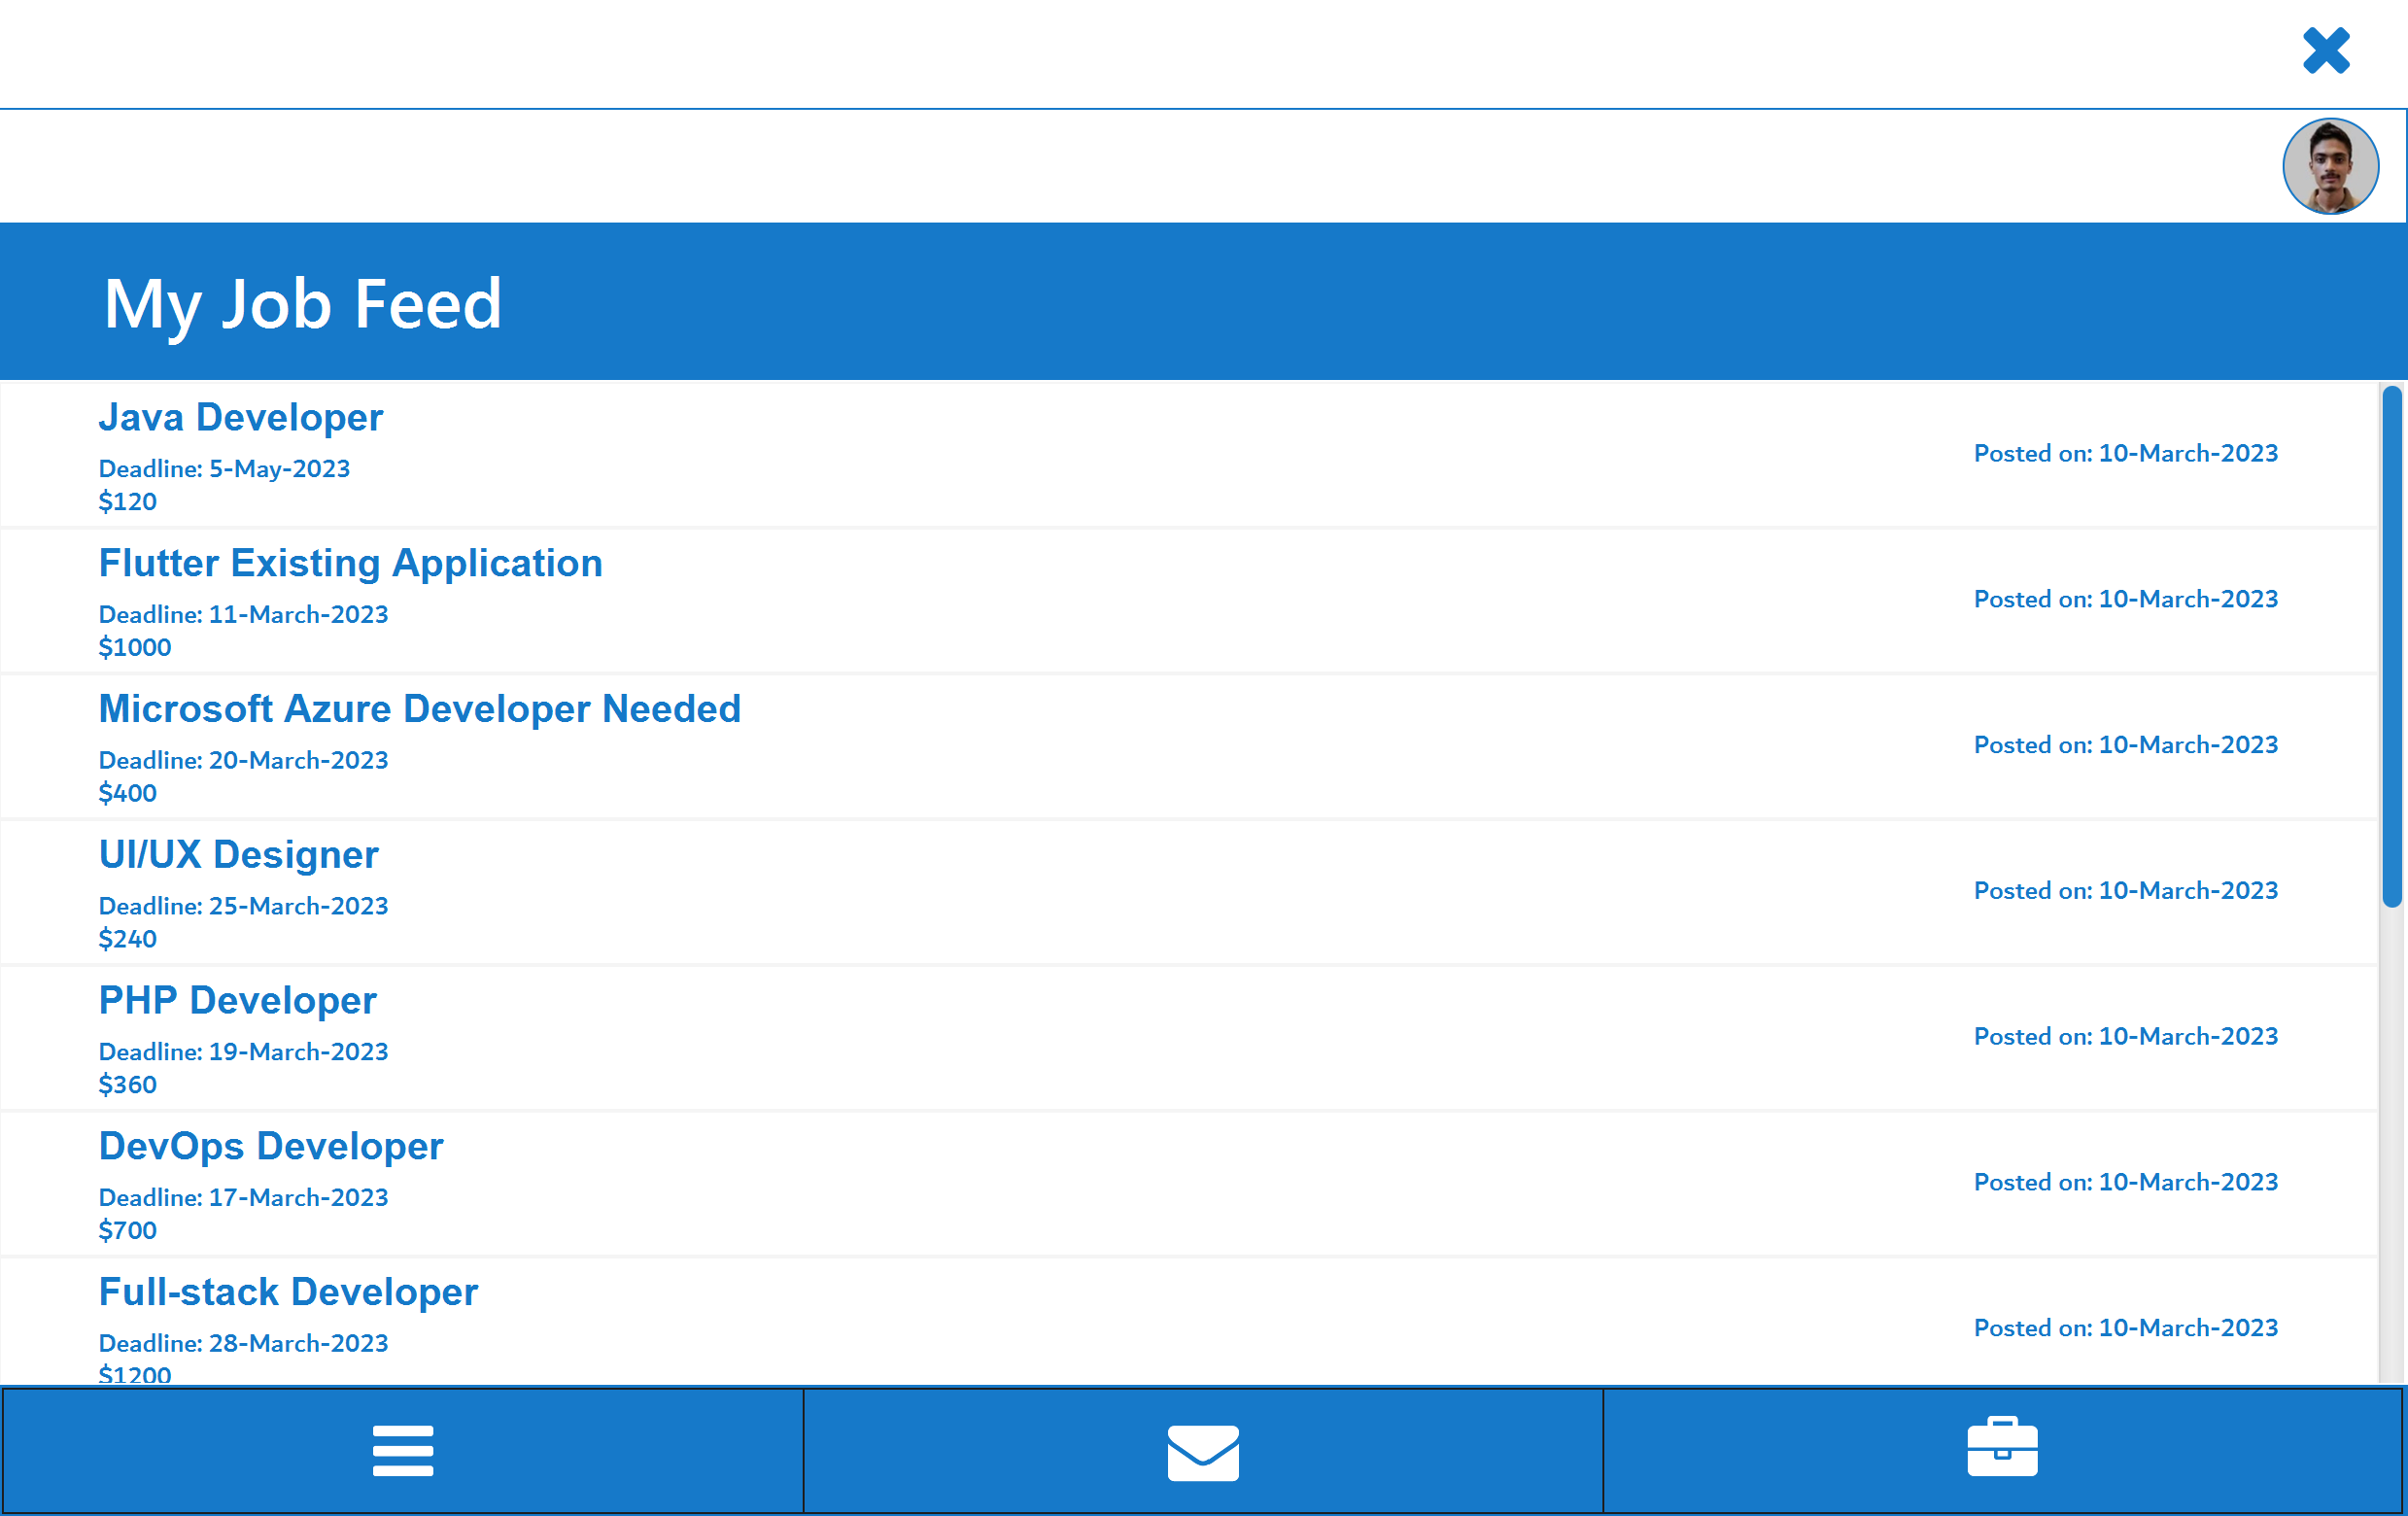 My Job Feed
Java Developer
Deadline: 5-May-2023
$120
Posted on: 10-March-2023
Flutter Existing Application
Deadline: 11-March-2023
$1000
Posted on: 10-March-2023
Microsoft Azure Developer Needed
Deadline: 20-March-2023
$400
Posted on: 10-March-2023
UI/UX Designer
Deadline: 25-March-2023
$240
Posted on: 10-March-2023
PHP Developer
Deadline: 19-March-2023
$360
Posted on: 10-March-2023
DevOps Developer
Deadline: 17-March-2023
$700
Posted on: 10-March-2023
Full-stack Developer
Deadline: 28-March-2023
$1200
Posted on: 10-March-2023